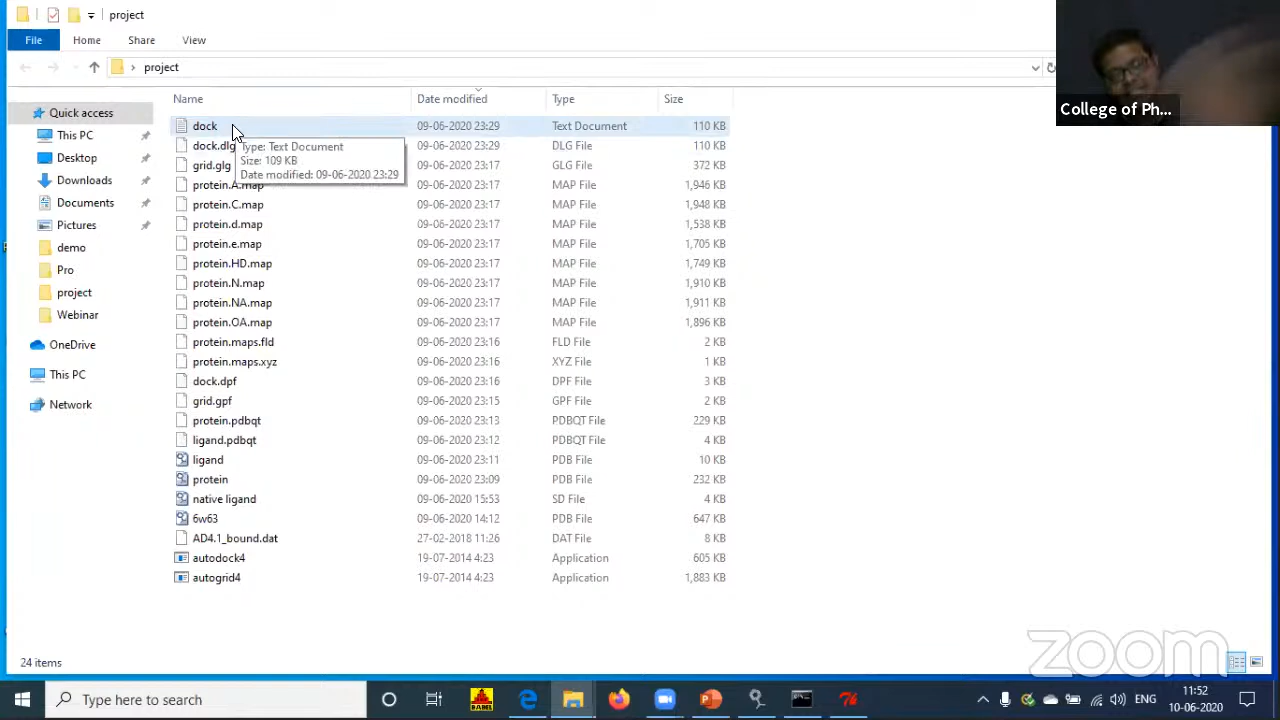 project
File Home Share View
project
Name Date modified Type Size
Quick access
This PC
Desktop
Downloads
Documents
Pictures
demo
Pro
project
Webinar
OneDrive
This PC
Network
dock 09-06-2020 23:29 Text Document 110 KB
dock.dlg 09-06-2020 23:29 DLG File 110 KB
grid.glg 09-06-2020 23:17 GLG File 372 KB
protein.A.map 09-06-2020 23:17 MAP File 1,946 KB
protein.C.map 09-06-2020 23:17 MAP File 1,948 KB
protein.d.map 09-06-2020 23:17 MAP File 1,538 KB
protein.e.map 09-06-2020 23:17 MAP File 1,705 KB
protein.HD.map 09-06-2020 23:17 MAP File 1,749 KB
protein.N.map 09-06-2020 23:17 MAP File 1,910 KB
protein.NA.map 09-06-2020 23:17 MAP File 1,911 KB
protein.OA.map 09-06-2020 23:17 MAP File 1,896 KB
protein.maps.fld 09-06-2020 23:16 FLD File 2 KB
protein.maps.xyz 09-06-2020 23:16 XYZ File 1 KB
dock.dpf 09-06-2020 23:16 DPF File 3 KB
grid.gpf 09-06-2020 23:15 GPF File 2 KB
protein.pdbqt 09-06-2020 23:13 PDBQT File 229 KB
ligand.pdbqt 09-06-2020 23:12 PDBQT File 4 KB
ligand 09-06-2020 23:11 PDB File 10 KB
protein 09-06-2020 23:09 PDB File 232 KB
native ligand 09-06-2020 15:53 SD File 4 KB
6w63 09-06-2020 14:12 PDB File 647 KB
AD4.1_bound.dat 27-02-2018 11:26 DAT File 8 KB
autodock4 19-07-2014 4:23 Application 605 KB
autogrid4 19-07-2014 4:23 Application 1,883 KB
Type: Text Document
Size: 109 KB
Date modified: 09-06-2020 23:29
College of Ph...
24 items
zoom
Type here to search
BABEL
ENG
11:52
10-06-2020